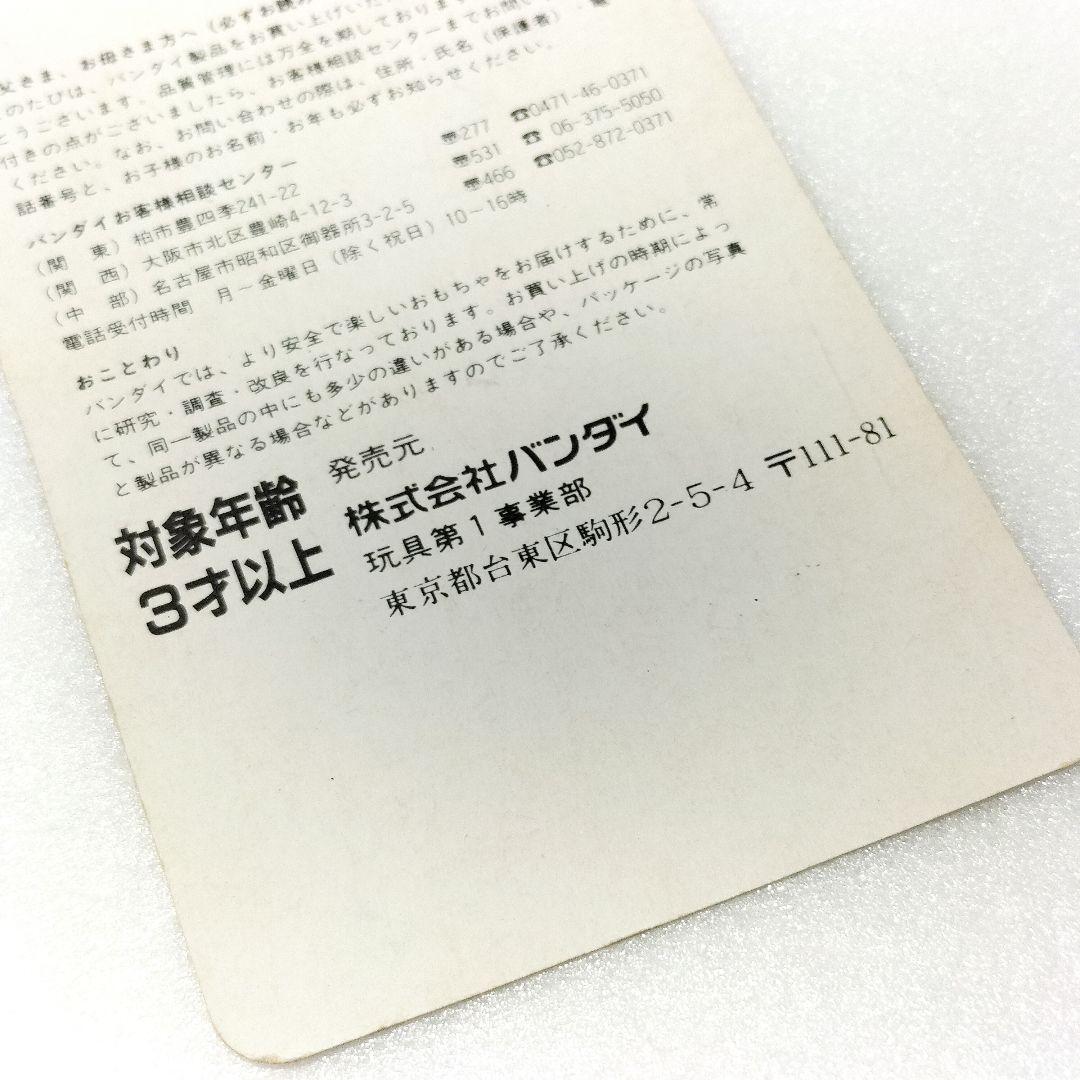 父さま、お母さま方へ(必ずお読み
のたびは、バンダイ製品をお買い上げいた
とうございます。品質管理には万全を期しております
付きの点がございましたら、お客様相談センターまでお問い
ください。なお、お問い合わせの際は、住所・氏名(保護者)・電
話番号と、お子様のお名前・お年も必ずお知らせください。
バンダイお客様相談センター
(関 東)柏市豊四季241-22 〠277 ☎0471-46-0371
(関 西)大阪市北区豊崎4-12-3 〠531 ☎ 06-375-5050
(中 部)名古屋市昭和区御器所3-2-5 〠466 ☎052-872-0371
電話受付時間 月〜金曜日(除く祝日)10〜16時
おことわり
バンダイでは、より安全で楽しいおもちゃをお届けするために、常
に研究・調査・改良を行なっております。お買い上げの時期によっ
て、同一製品の中にも多少の違いがある場合や、パッケージの写真
と製品が異なる場合などがありますのでご了承ください。
対象年齢
3才以上
発売元
株式会社バンダイ
玩具第1事業部
東京都台東区駒形2-5-4 〒111-81